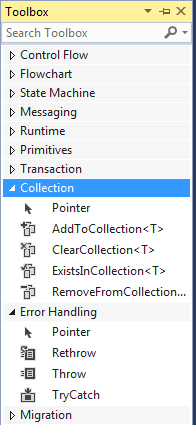 Toolbox
Search Toolbox
Control Flow
Flowchart
State Machine
Messaging
Runtime
Primitives
Transaction
Collection
Pointer
AddToCollection<T>
ClearCollection<T>
ExistsInCollection<T>
RemoveFromCollection...
Error Handling
Pointer
Rethrow
Throw
TryCatch
Migration